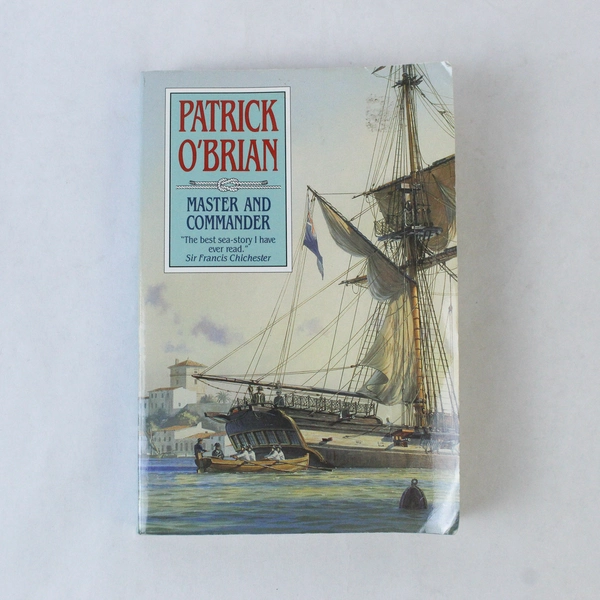 PATRICK
O'BRIAN
MASTER AND
COMMANDER
"The best sea-story I have
ever read."
Sir Francis Chichester